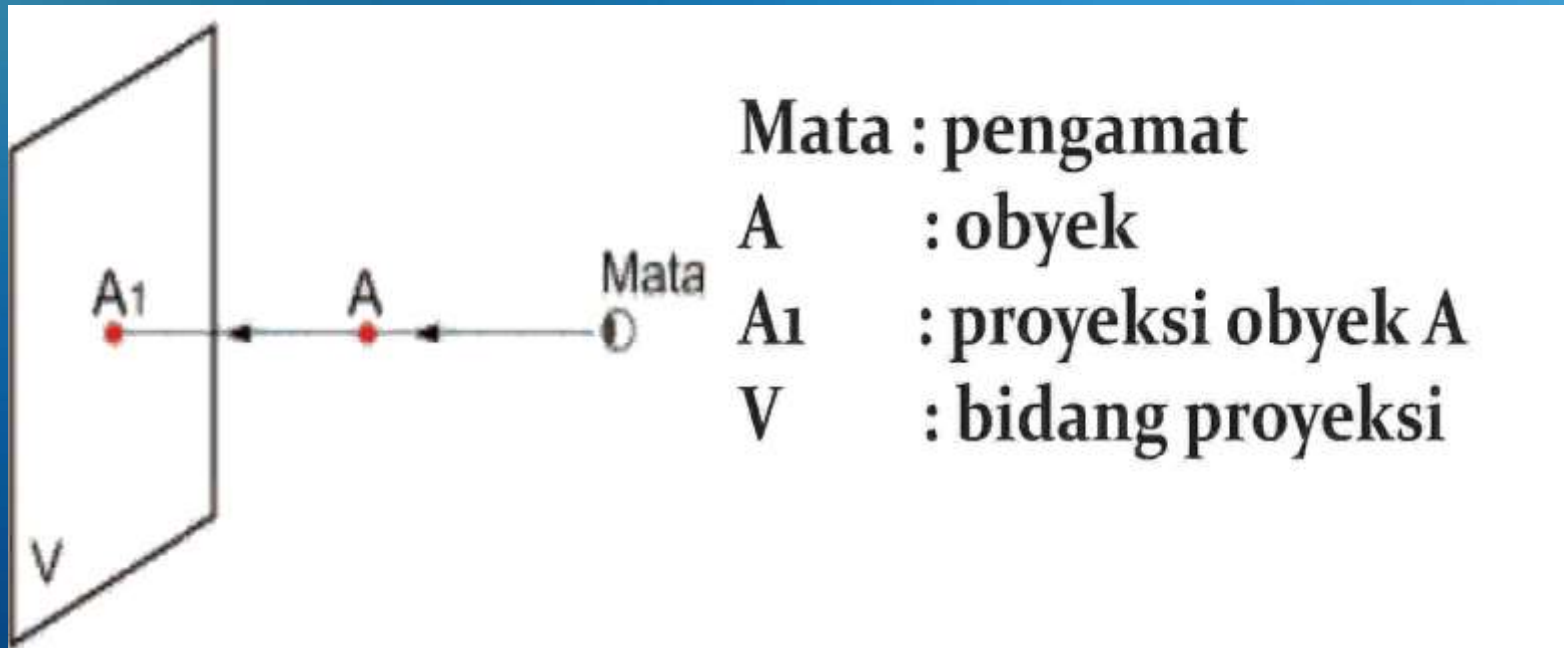 Mata : pengamat
A : obyek
A1 : proyeksi obyek A
V : bidang proyeksi
A1
A
Mata
V